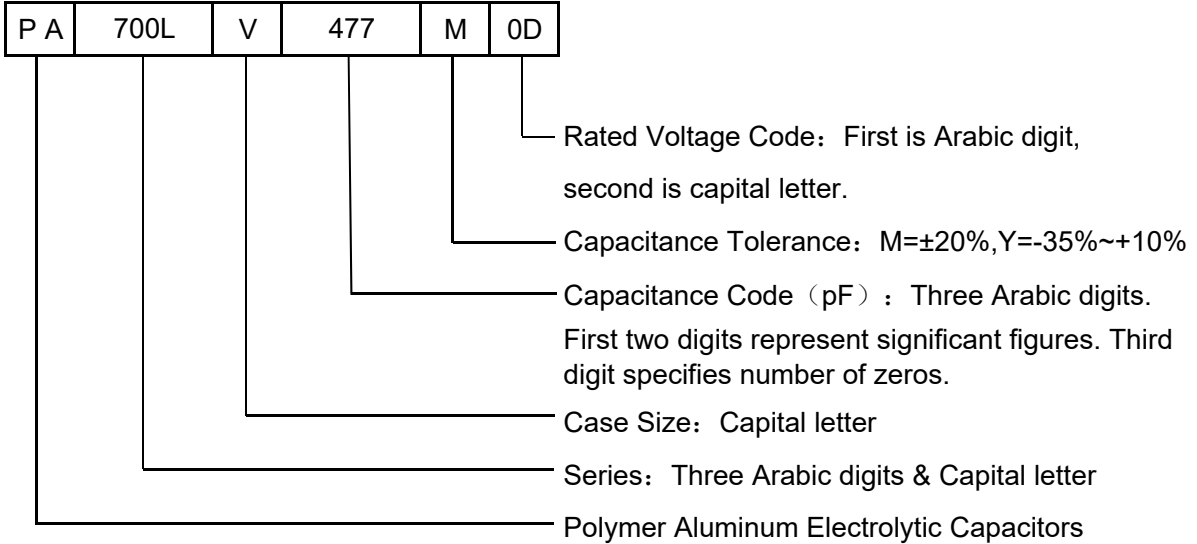 P A 700L V 477 M 0D
Rated Voltage Code：First is Arabic digit,
second is capital letter.
Capacitance Tolerance：M=±20%,Y=-35%~+10%
Capacitance Code（pF）：Three Arabic digits.
First two digits represent significant figures. Third
digit specifies number of zeros.
Case Size：Capital letter
Series：Three Arabic digits & Capital letter
Polymer Aluminum Electrolytic Capacitors